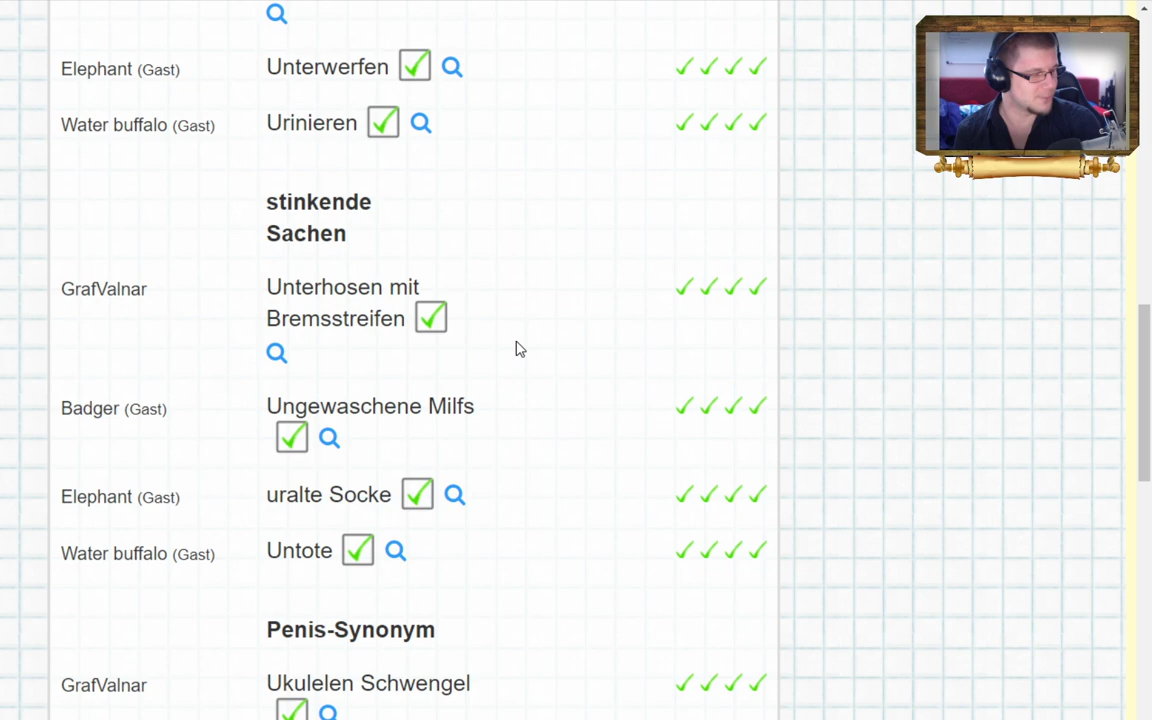 Elephant (Gast) Unterwerfen
Water buffalo (Gast) Urinieren
stinkende
Sachen
GrafValnar Unterhosen mit
Bremsstreifen
Badger (Gast) Ungewaschene Milfs
Elephant (Gast) uralte Socke
Water buffalo (Gast) Untote
Penis-Synonym
GrafValnar Ukulelen Schwengel